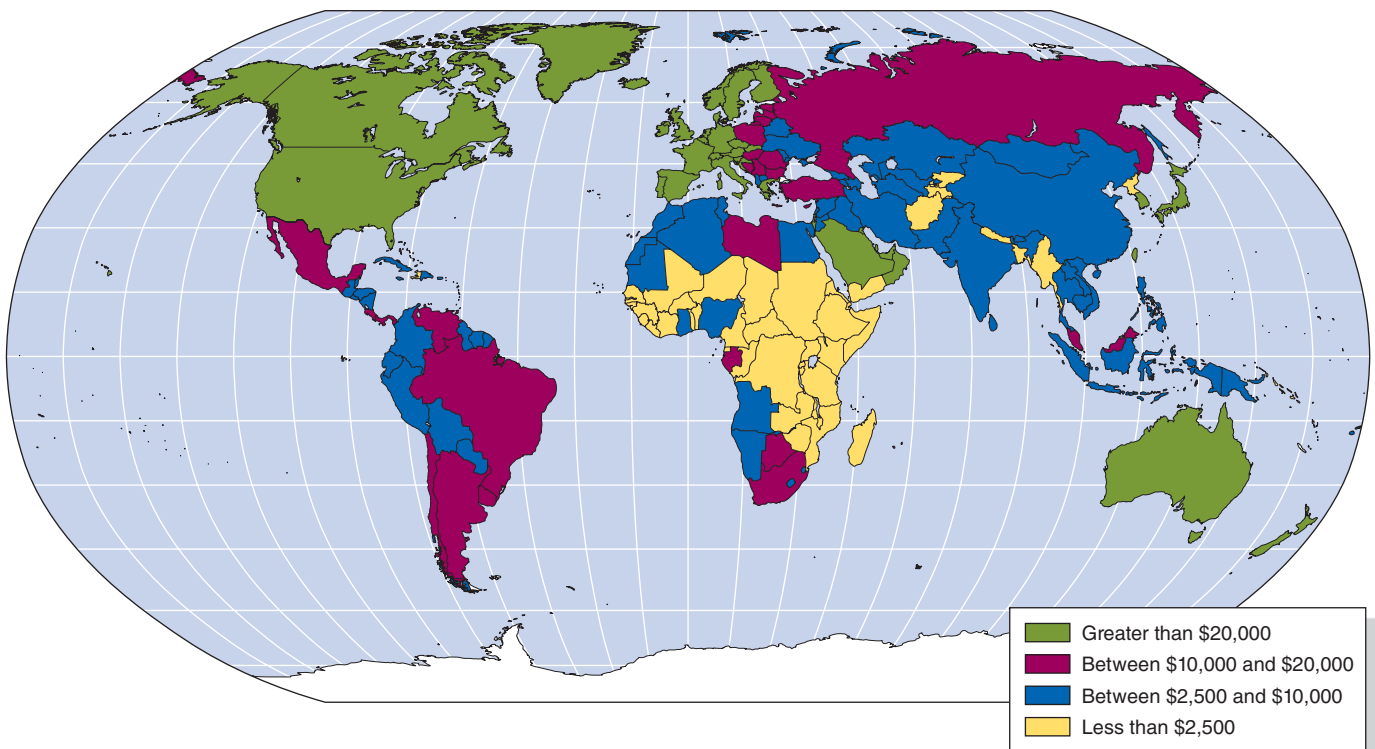 Greater than $20,000
Between $10,000 and $20,000
Between $2,500 and $10,000
Less than $2,500